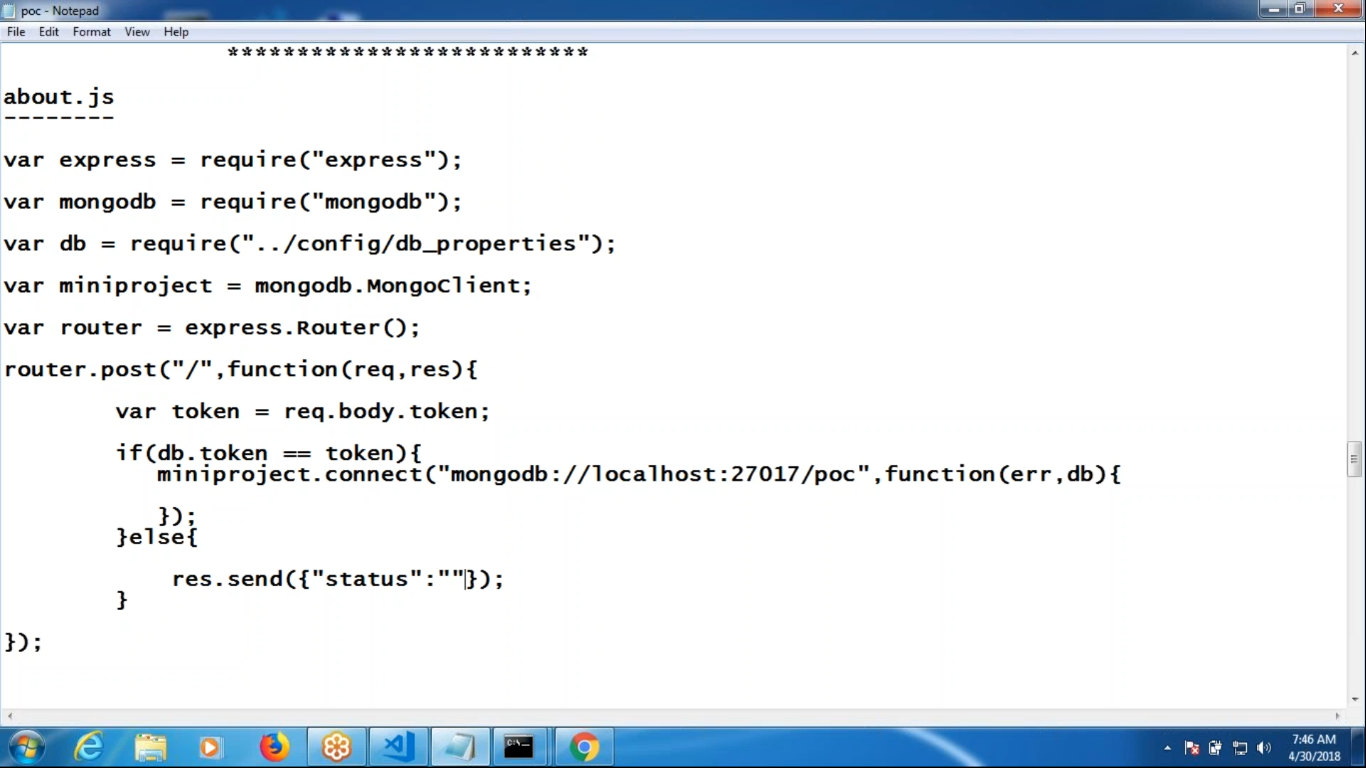 poc - Notepad
File Edit Format View Help
**************************
about.js
--------
var express = require("express");
var mongodb = require("mongodb");
var db = require("../config/db_properties");
var miniproject = mongodb.MongoClient;
var router = express.Router();
router.post("/",function(req,res){
var token = req.body.token;
if(db.token == token){
miniproject.connect("mongodb://localhost:27017/poc",function(err,db){
});
}else{
res.send({"status":""});
}
});
7:46 AM
4/30/2018